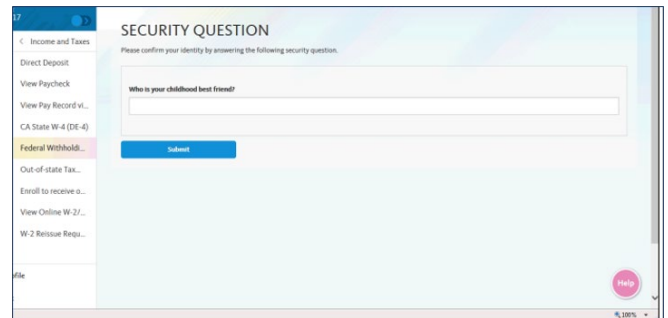 17
< Income and Taxes
Direct Deposit
View Paycheck
View Pay Record vi...
CA State W-4 (DE-4)
Federal Withholdi...
Out-of-state Tax...
Enroll to receive o...
View Online W-2/...
W-2 Reissue Requ...
ofile
SECURITY QUESTION
Please confirm your identity by answering the following security question.
Who is your childhood best friend?
Submit
Help
100%